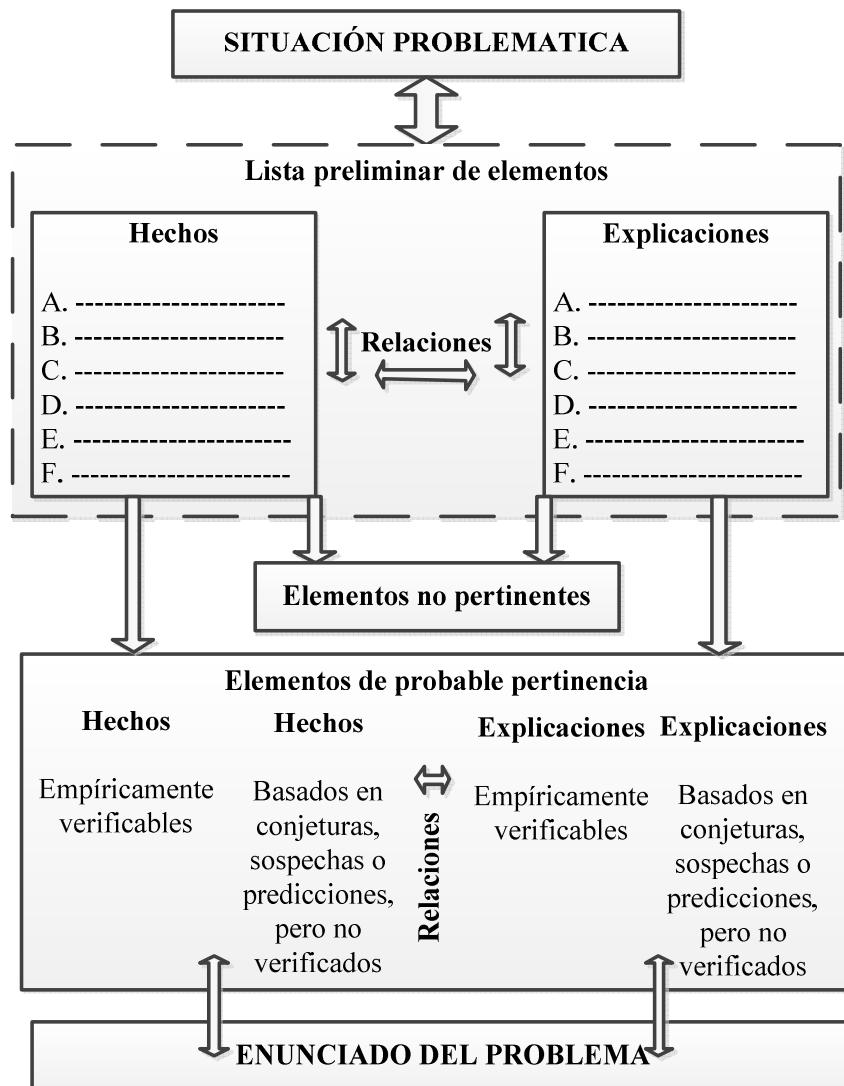 SITUACIÓN PROBLEMATICA
Lista preliminar de elementos
Hechos
A. ----------------------
B. ----------------------
C. ----------------------
D. ----------------------
E. -----------------------
F. -----------------------
Relaciones
Explicaciones
A. ----------------------
B. ----------------------
C. ----------------------
D. ----------------------
E. -----------------------
F. -----------------------
Elementos no pertinentes
Elementos de probable pertinencia
Hechos
Empíricamente
verificables
Hechos
Basados en
conjeturas,
sospechas o
predicciones,
pero no
verificados
Relaciones
Explicaciones
Empíricamente
verificables
Explicaciones
Basados en
conjeturas,
sospechas o
predicciones,
pero no
verificados
ENUNCIADO DEL PROBLEMA